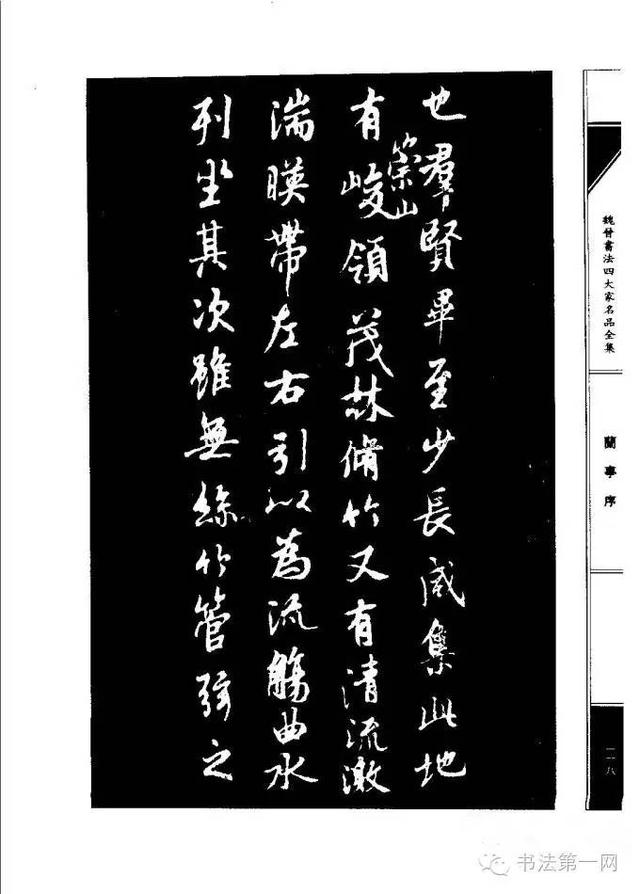 也羣賢畢至少長咸集此地
有崇山峻領茂林脩竹又有清流激
湍暎帶左右引以為流觴曲水
列坐其次雖無絲竹管弦之
魏晉書法四大家名品全集
蘭亭序
二一八
书法第一网